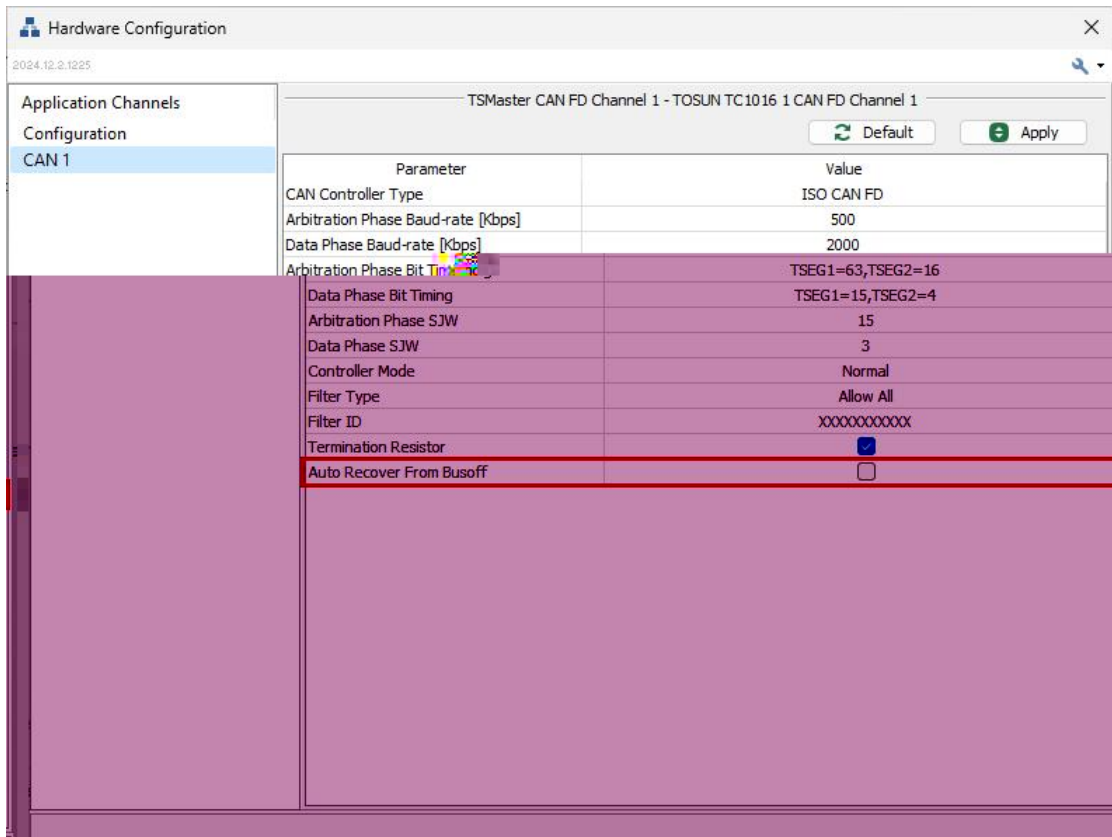 Hardware Configuration
2024.12.2.1225
Application Channels
Configuration
CAN 1
TSMaster CAN FD Channel 1 - TOSUN TC1016 1 CAN FD Channel 1
Default Apply
Parameter Value
CAN Controller Type ISO CAN FD
Arbitration Phase Baud-rate [Kbps] 500
Data Phase Baud-rate [Kbps] 2000
Arbitration Phase Bit TSEG1=63,TSEG2=16
Data Phase Bit Timing TSEG1=15,TSEG2=4
Arbitration Phase SJW 15
Data Phase SJW 3
Controller Mode Normal
Filter Type Allow All
Filter ID XXXXXXXXXXX
Termination Resistor
Auto Recover From Busoff